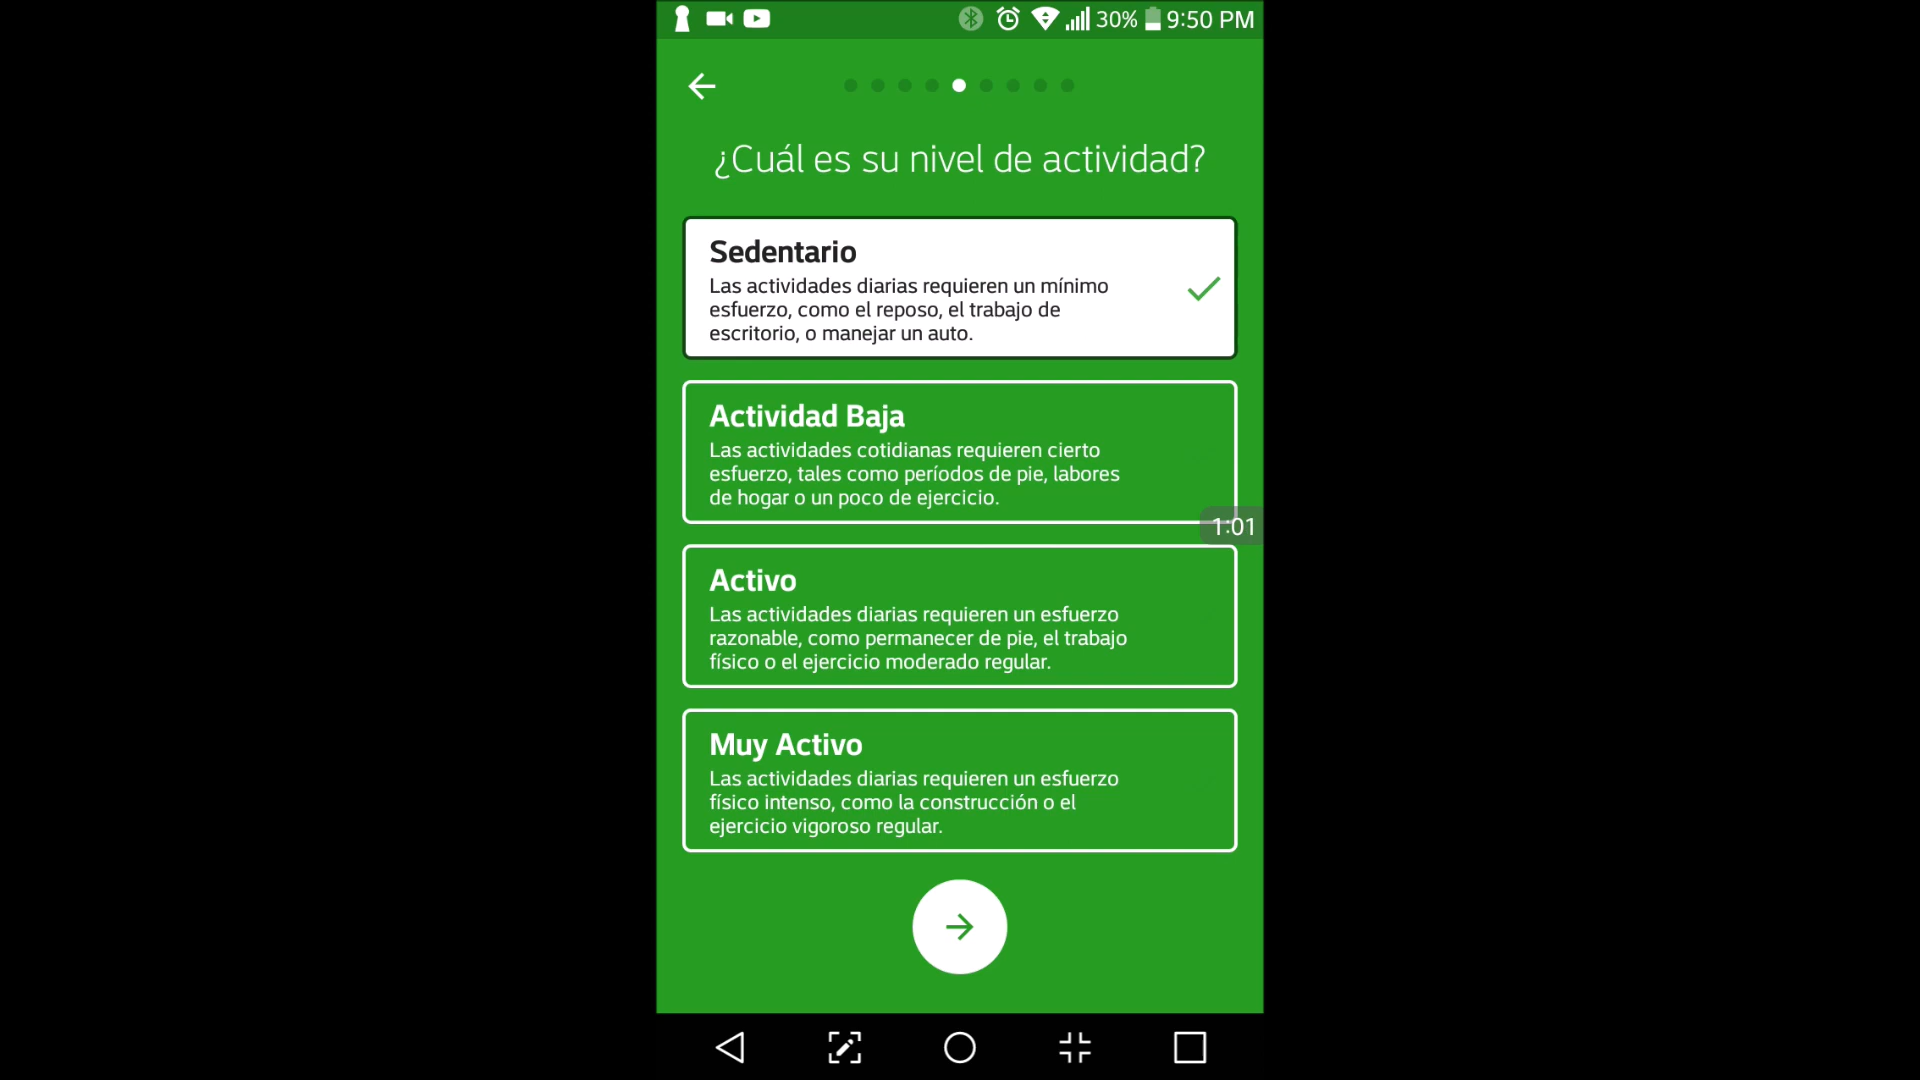 30% 9:50 PM
¿Cuál es su nivel de actividad?
Sedentario
Las actividades diarias requieren un mínimo
esfuerzo, como el reposo, el trabajo de
escritorio, o manejar un auto.
Actividad Baja
Las actividades cotidianas requieren cierto
esfuerzo, tales como períodos de pie, labores
de hogar o un poco de ejercicio.
1:01
Activo
Las actividades diarias requieren un esfuerzo
razonable, como permanecer de pie, el trabajo
físico o el ejercicio moderado regular.
Muy Activo
Las actividades diarias requieren un esfuerzo
físico intenso, como la construcción o el
ejercicio vigoroso regular.